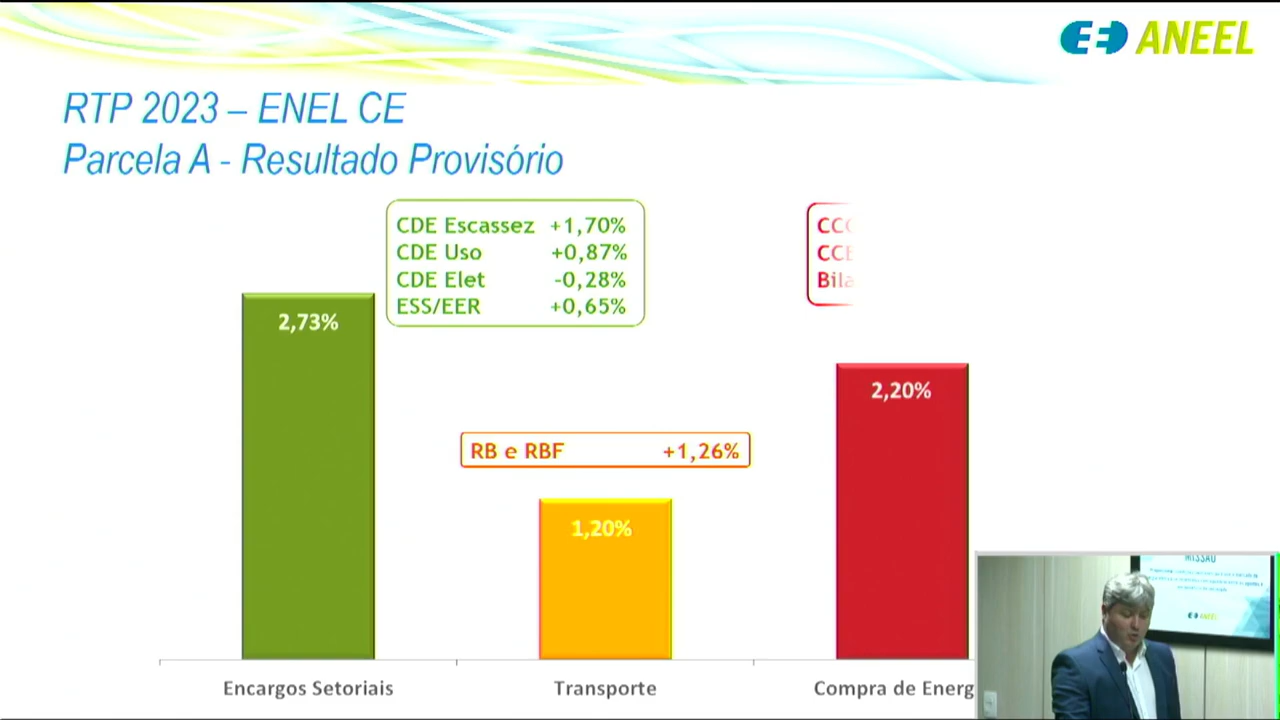 ANEEL
RTP 2023 – ENEL CE
Parcela A - Resultado Provisório
CDE Escassez +1,70%
CDE Uso +0,87%
CDE Elet -0,28%
ESS/EER +0,65%
2,73%
RB e RBF +1,26%
1,20%
2,20%
Encargos Setoriais
Transporte
Compra de Energ
MISSÃO
ANEEL